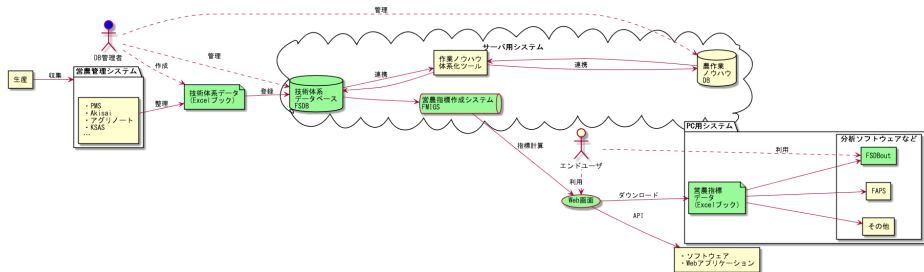 管理
DB管理者
サーバ用システム
作成
管理
作業ノウハウ
体系化ツール
農作業
ノウハウ
DB
連携
連携
生産
収集
営農管理システム
・PMS
・Akisai
・アグリノート
・KSAS
...
整理
技術体系データ
(Excelブック)
登録
技術体系
データベース
FSDB
営農指標作成システム
FMIGS
指標計算
エンドユーザ
利用
利用
PC用システム
分析ソフトウェアなど
FSDBout
FAPS
その他
Web画面
ダウンロード
営農指標
データ
(Excelブック)
API
・ソフトウェア
・Webアプリケーション